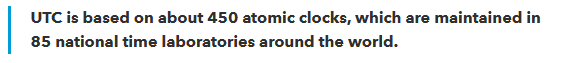 UTC is based on about 450 atomic clocks, which are maintained in
85 national time laboratories around the world.